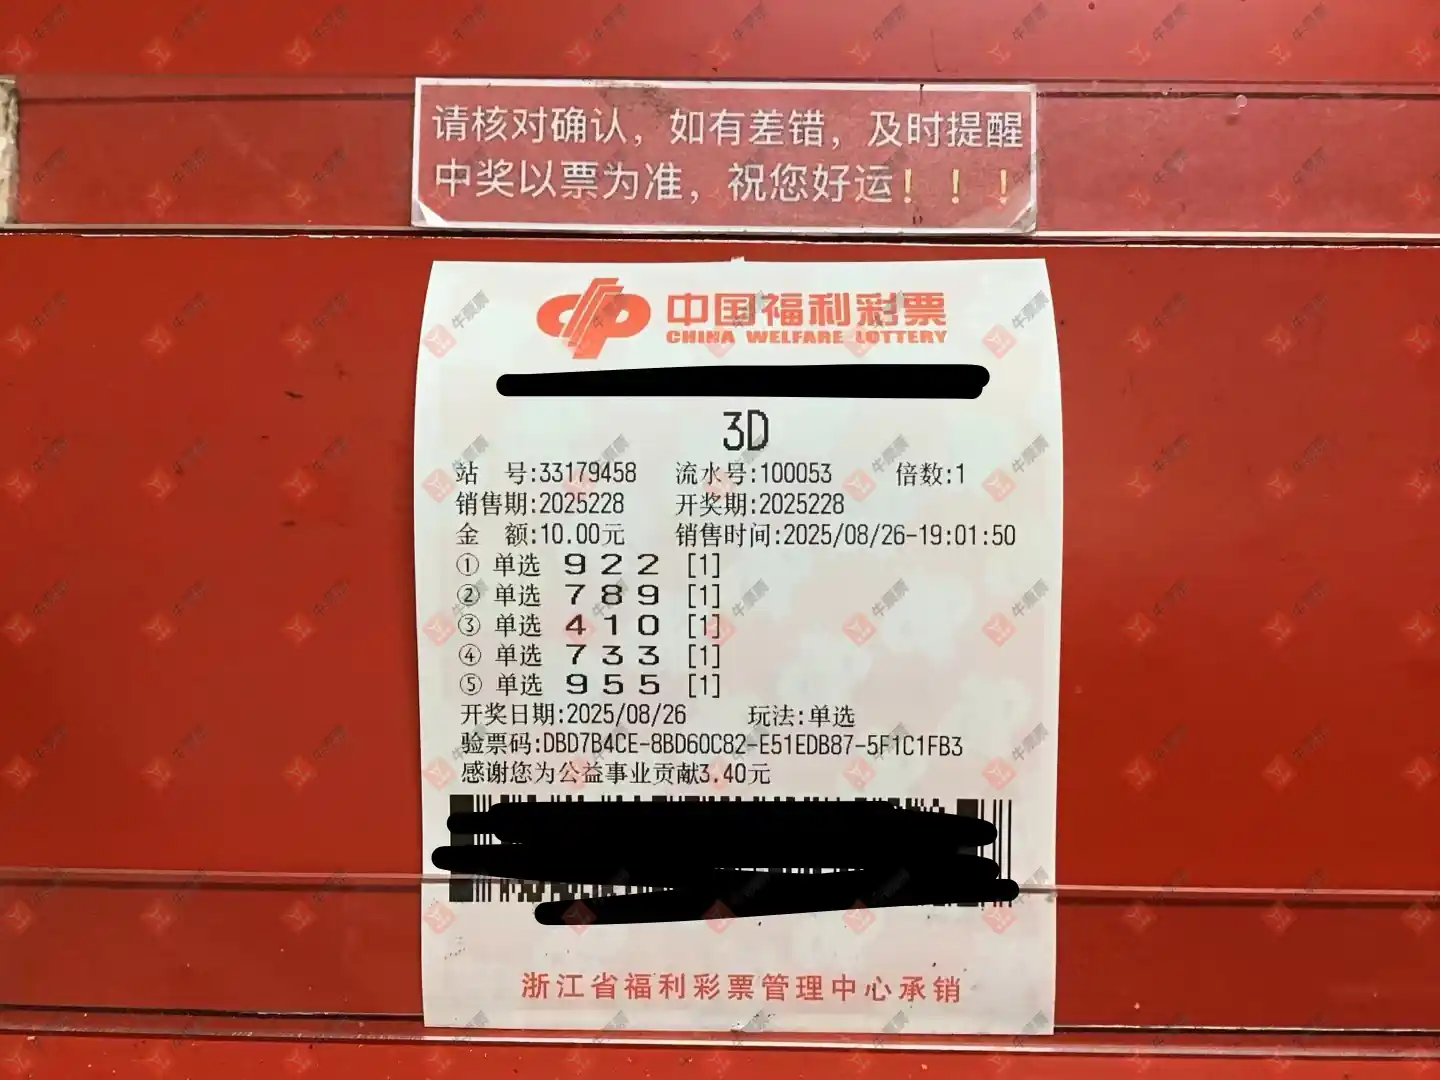 请核对确认，如有差错，及时提醒
中奖以票为准，祝您好运！！！
中国福利彩票
CHINA WELFARE LOTTERY
3D
站 号:33179458 流水号:100053 倍数:1
销售期:2025228 开奖期:2025228
金 额:10.00元 销售时间:2025/08/26-19:01:50
① 单选 9 2 2 [1]
② 单选 7 8 9 [1]
③ 单选 4 1 0 [1]
④ 单选 7 3 3 [1]
⑤ 单选 9 5 5 [1]
开奖日期:2025/08/26 玩法:单选
验票码:DBD7B4CE-8BD60C82-E51EDB87-5F1C1FB3
感谢您为公益事业贡献3.40元
浙江省福利彩票管理中心承销
牛票票